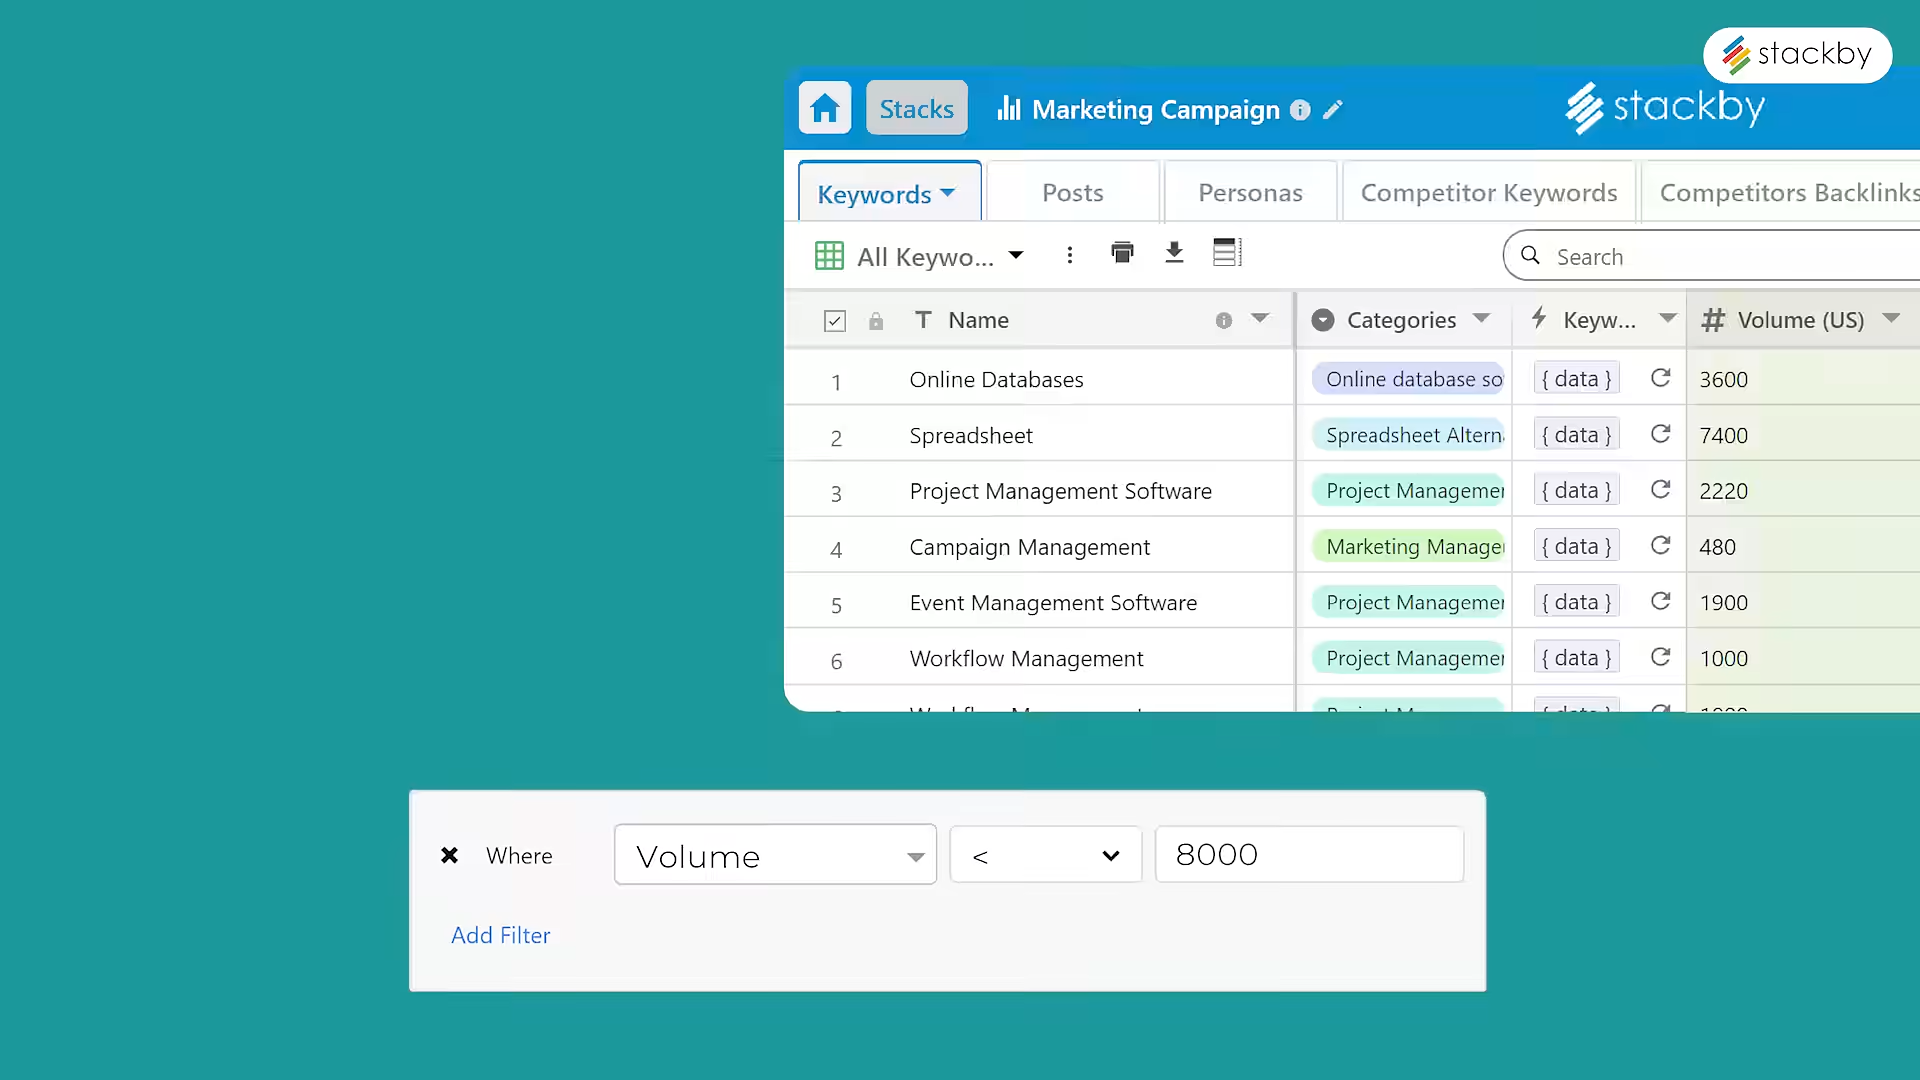 stackby
Stacks Marketing Campaign stackby
Keywords Posts Personas Competitor Keywords Competitors Backlinks
All Keywo... Search
Name Categories Keyw... # Volume (US)
1 Online Databases Online database so { data } 3600
2 Spreadsheet Spreadsheet Altern { data } 7400
3 Project Management Software Project Managemen { data } 2220
4 Campaign Management Marketing Manage { data } 480
5 Event Management Software Project Managemen { data } 1900
6 Workflow Management Project Managemen { data } 1000
Where Volume < 8000
Add Filter